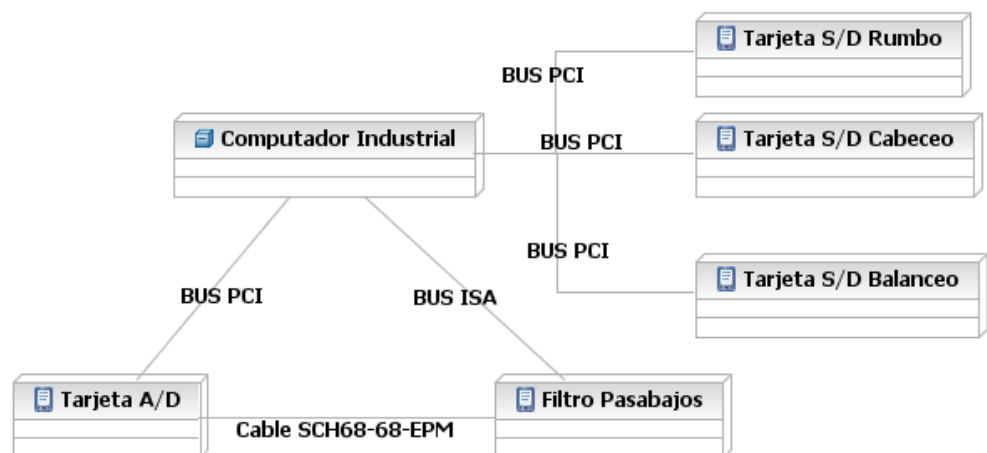 Tarjeta S/D Rumbo
BUS PCI
Computador Industrial
BUS PCI
Tarjeta S/D Cabeceo
BUS PCI
Tarjeta S/D Balanceo
BUS PCI
BUS ISA
Tarjeta A/D
Filtro Pasabajos
Cable SCH68-68-EPM